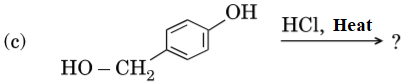 OH
HCl, Heat
(c)
?
HO – CH₂